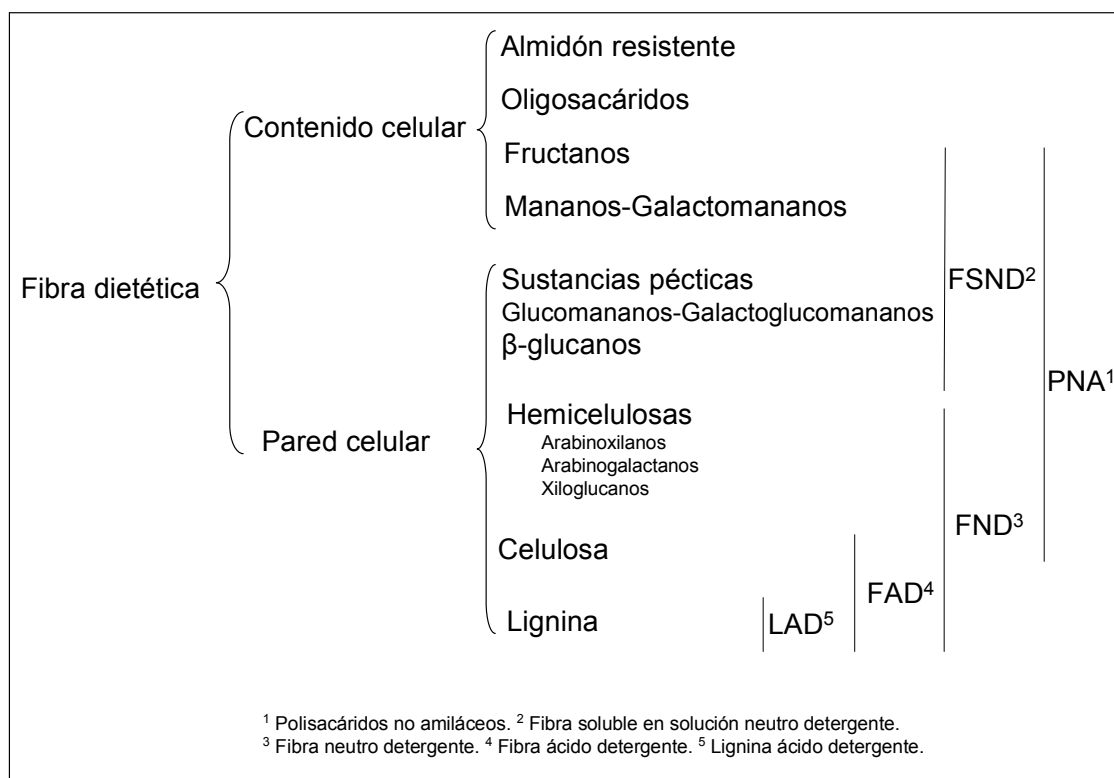 Almidón resistente
Oligosacáridos
Contenido celular
Fructanos
Mananos-Galactomananos
Fibra dietética
Sustancias pécticas
FSND²
Glucomananos-Galactoglucomananos
β-glucanos
PNA¹
Hemicelulosas
Pared celular
Arabinoxilanos
Arabinogalactanos
Xiloglucanos
FND³
Celulosa
FAD⁴
Lignina
LAD⁵
¹ Polisacáridos no amiláceos. ² Fibra soluble en solución neutro detergente.
³ Fibra neutro detergente. ⁴ Fibra ácido detergente. ⁵ Lignina ácido detergente.